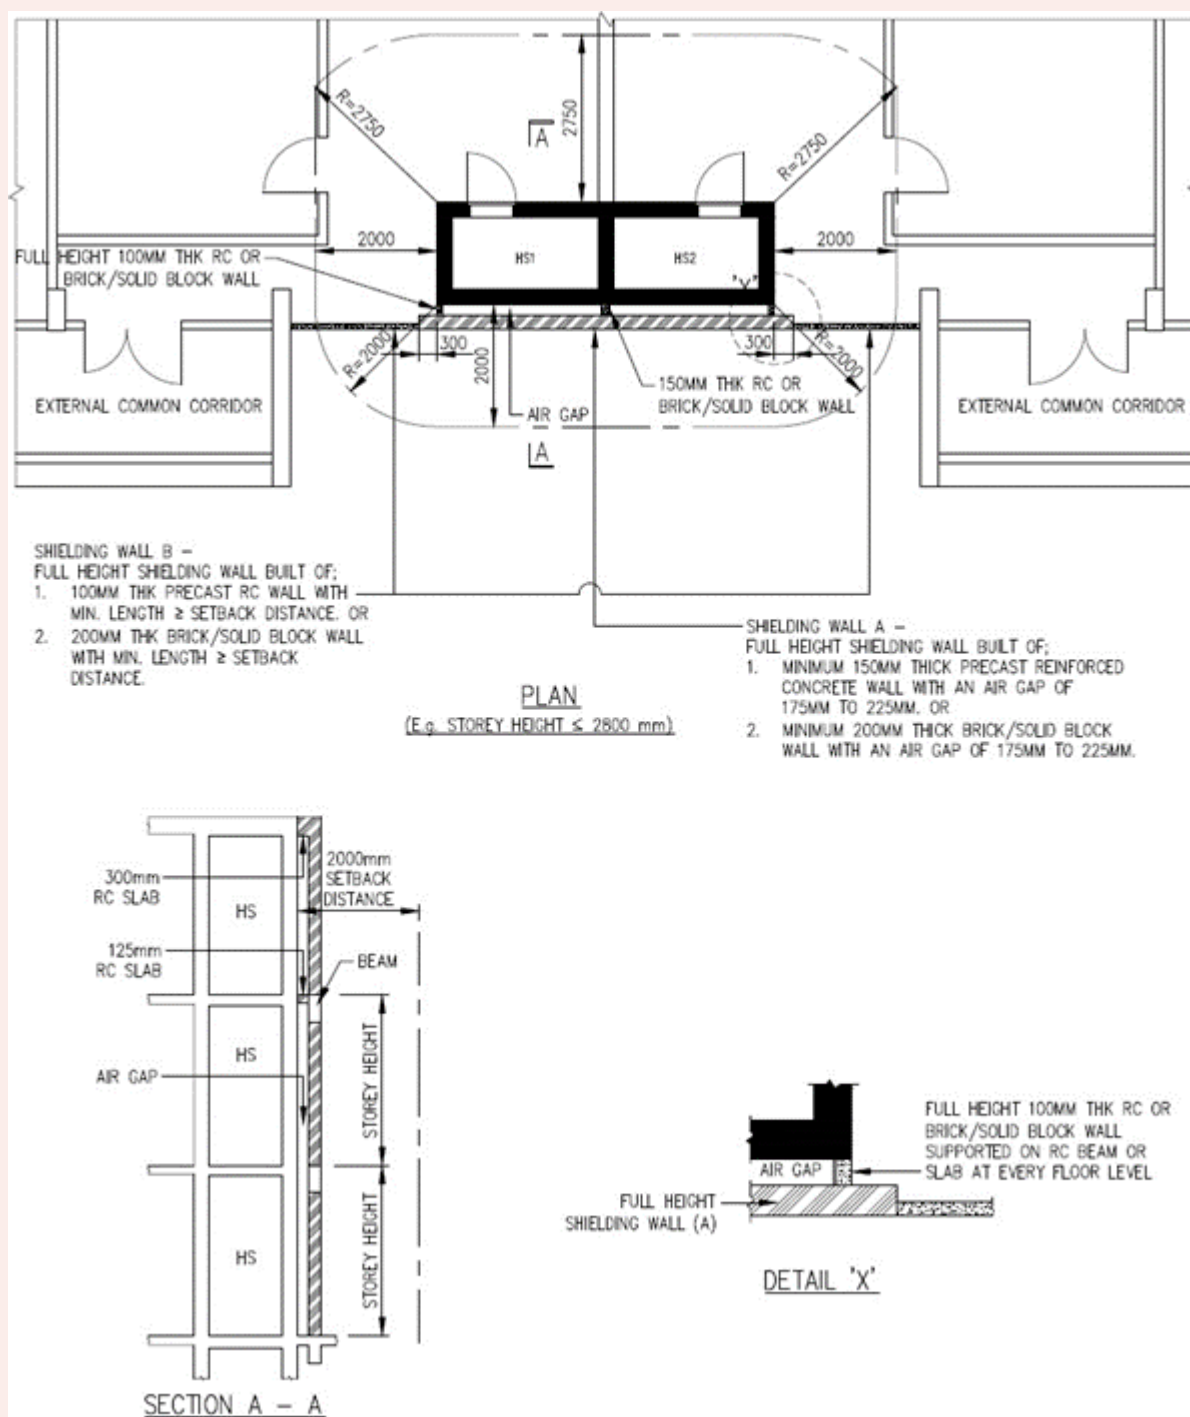 R=2750
A
2750
R=2750
2000
HS1
HS2
2000
FULL HEIGHT 100MM THK RC OR
BRICK/SOLID BLOCK WALL
'X'
R=2000
300
2000
300
R=2000
EXTERNAL COMMON CORRIDOR
AIR GAP
150MM THK RC OR
BRICK/SOLID BLOCK WALL
EXTERNAL COMMON CORRIDOR
A
SHIELDING WALL B –
FULL HEIGHT SHIELDING WALL BUILT OF;
1. 100MM THK PRECAST RC WALL WITH
MIN. LENGTH ≥ SETBACK DISTANCE. OR
2. 200MM THK BRICK/SOLID BLOCK WALL
WITH MIN. LENGTH ≥ SETBACK
DISTANCE.
SHIELDING WALL A –
FULL HEIGHT SHIELDING WALL BUILT OF;
1. MINIMUM 150MM THICK PRECAST REINFORCED
CONCRETE WALL WITH AN AIR GAP OF
175MM TO 225MM. OR
2. MINIMUM 200MM THICK BRICK/SOLID BLOCK
WALL WITH AN AIR GAP OF 175MM TO 225MM.
PLAN
(E.g. STOREY HEIGHT ≤ 2800 mm)
300mm
RC SLAB
HS
2000mm
SETBACK
DISTANCE
125mm
RC SLAB
BEAM
HS
AIR GAP
STOREY HEIGHT
HS
STOREY HEIGHT
SECTION A – A
AIR GAP
FULL HEIGHT 100MM THK RC OR
BRICK/SOLID BLOCK WALL
SUPPORTED ON RC BEAM OR
SLAB AT EVERY FLOOR LEVEL
FULL HEIGHT
SHIELDING WALL (A)
DETAIL 'X'